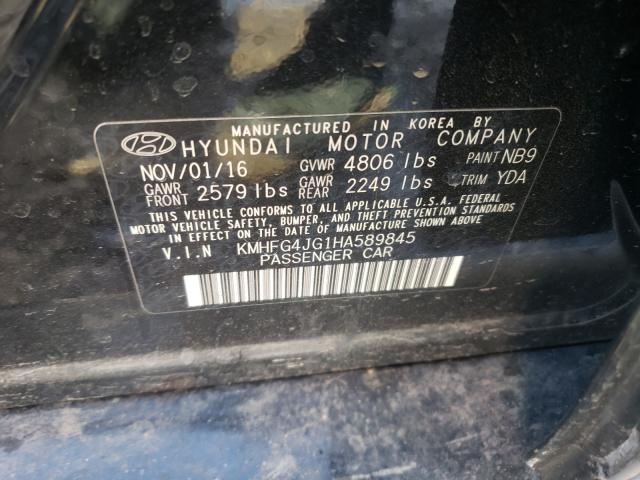 MANUFACTURED IN KOREA BY
HYUNDAI MOTOR COMPANY
NOV/01/16 GVWR 4806 lbs PAINT NB9
GAWR FRONT 2579 lbs GAWR REAR 2249 lbs TRIM YDA
THIS VEHICLE CONFORMS TO ALL APPLICABLE U.S.A. FEDERAL
MOTOR VEHICLE SAFETY, BUMPER, AND THEFT PREVENTION STANDARDS
IN EFFECT ON THE DATE OF MANUFACTURE SHOWN ABOVE
V.I.N KMHFG4JG1HA589845
PASSENGER CAR